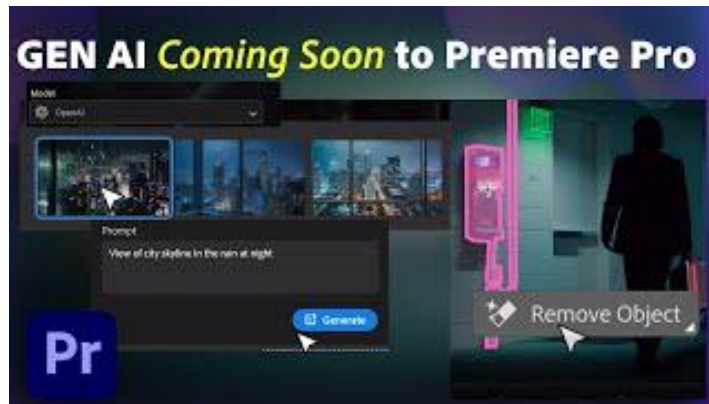 GEN AI Coming Soon to Premiere Pro
Model
OpenAI
Prompt
View of city skyline in the rain at night
Generate
Remove Object
Pr